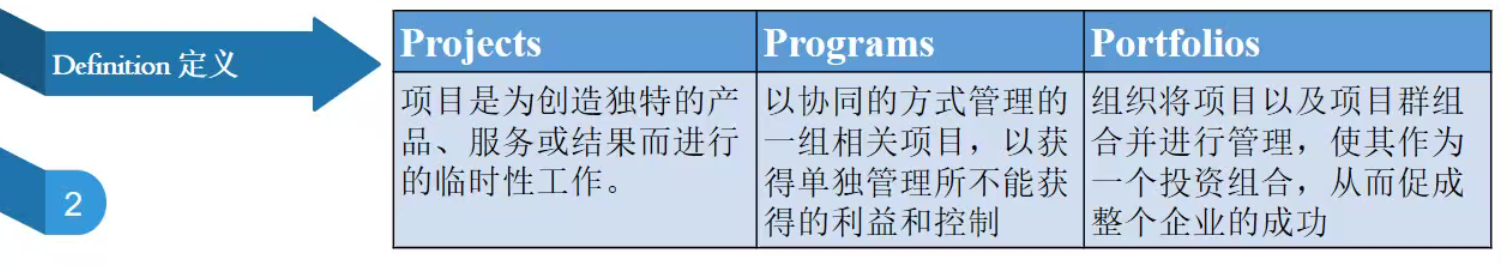 Definition 定义
2
Projects
Programs
Portfolios
项目是为创造独特的产
品、服务或结果而进行
的临时性工作。
以协同的方式管理的
一组相关项目，以获
得单独管理所不能获
得的利益和控制
组织将项目以及项目群组
合并进行管理，使其作为
一个投资组合，从而促成
整个企业的成功